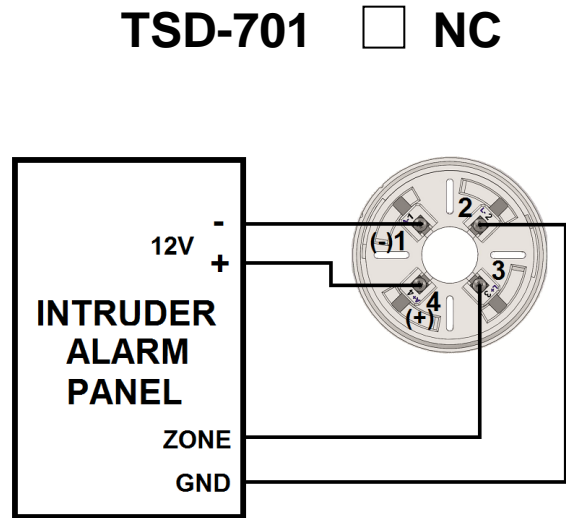 TSD-701 ☐ NC
-
12V
+
INTRUDER
ALARM
PANEL
ZONE
GND
(-)1
2
3
4
(+)